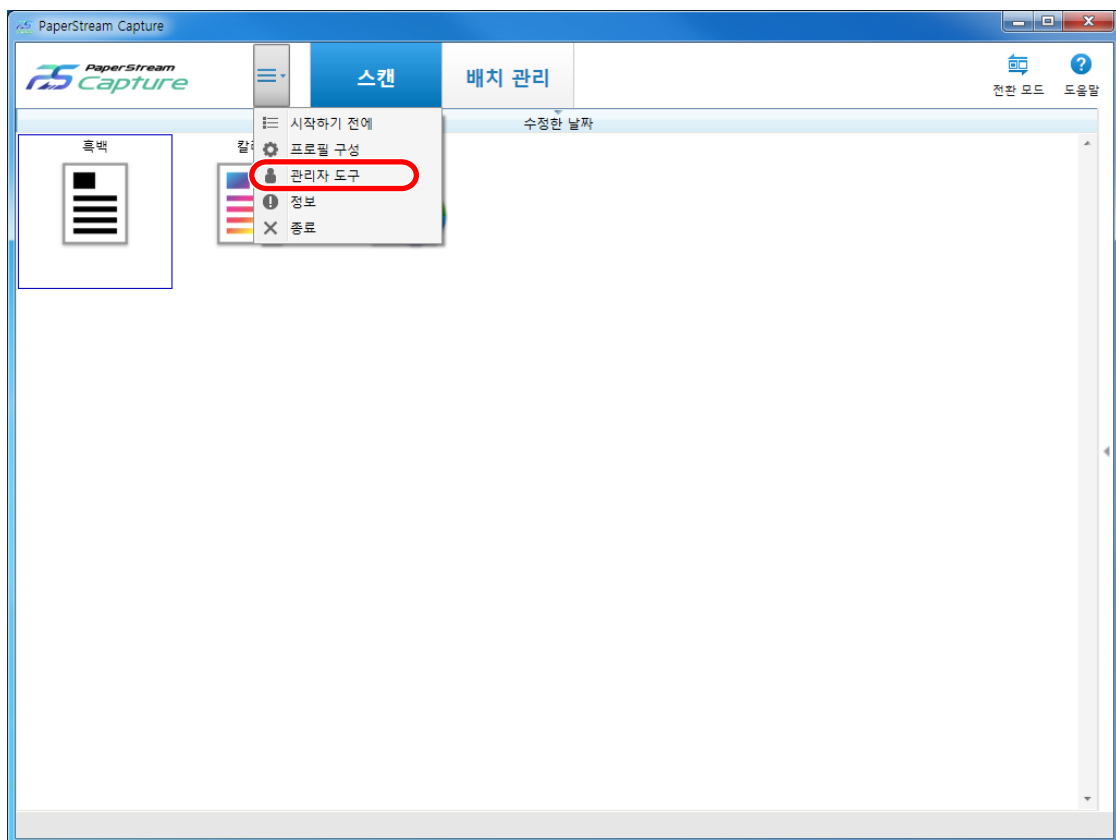 PaperStream Capture
PaperStream
Capture
스캔
배치 관리
전환 모드
도움말
수정한 날짜
시작하기 전에
프로필 구성
관리자 도구
정보
종료
흑백